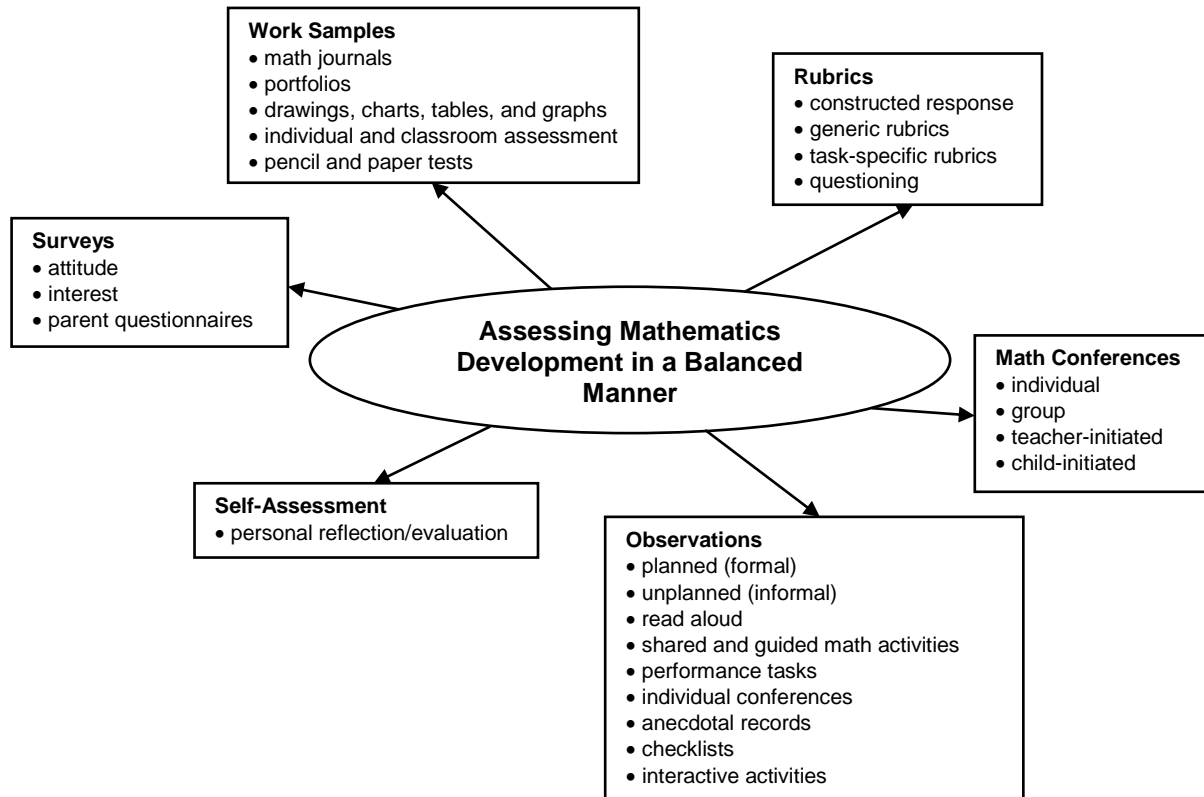 Work Samples
• math journals
• portfolios
• drawings, charts, tables, and graphs
• individual and classroom assessment
• pencil and paper tests
Rubrics
• constructed response
• generic rubrics
• task-specific rubrics
• questioning
Surveys
• attitude
• interest
• parent questionnaires
Assessing Mathematics
Development in a Balanced
Manner
Math Conferences
• individual
• group
• teacher-initiated
• child-initiated
Self-Assessment
• personal reflection/evaluation
Observations
• planned (formal)
• unplanned (informal)
• read aloud
• shared and guided math activities
• performance tasks
• individual conferences
• anecdotal records
• checklists
• interactive activities